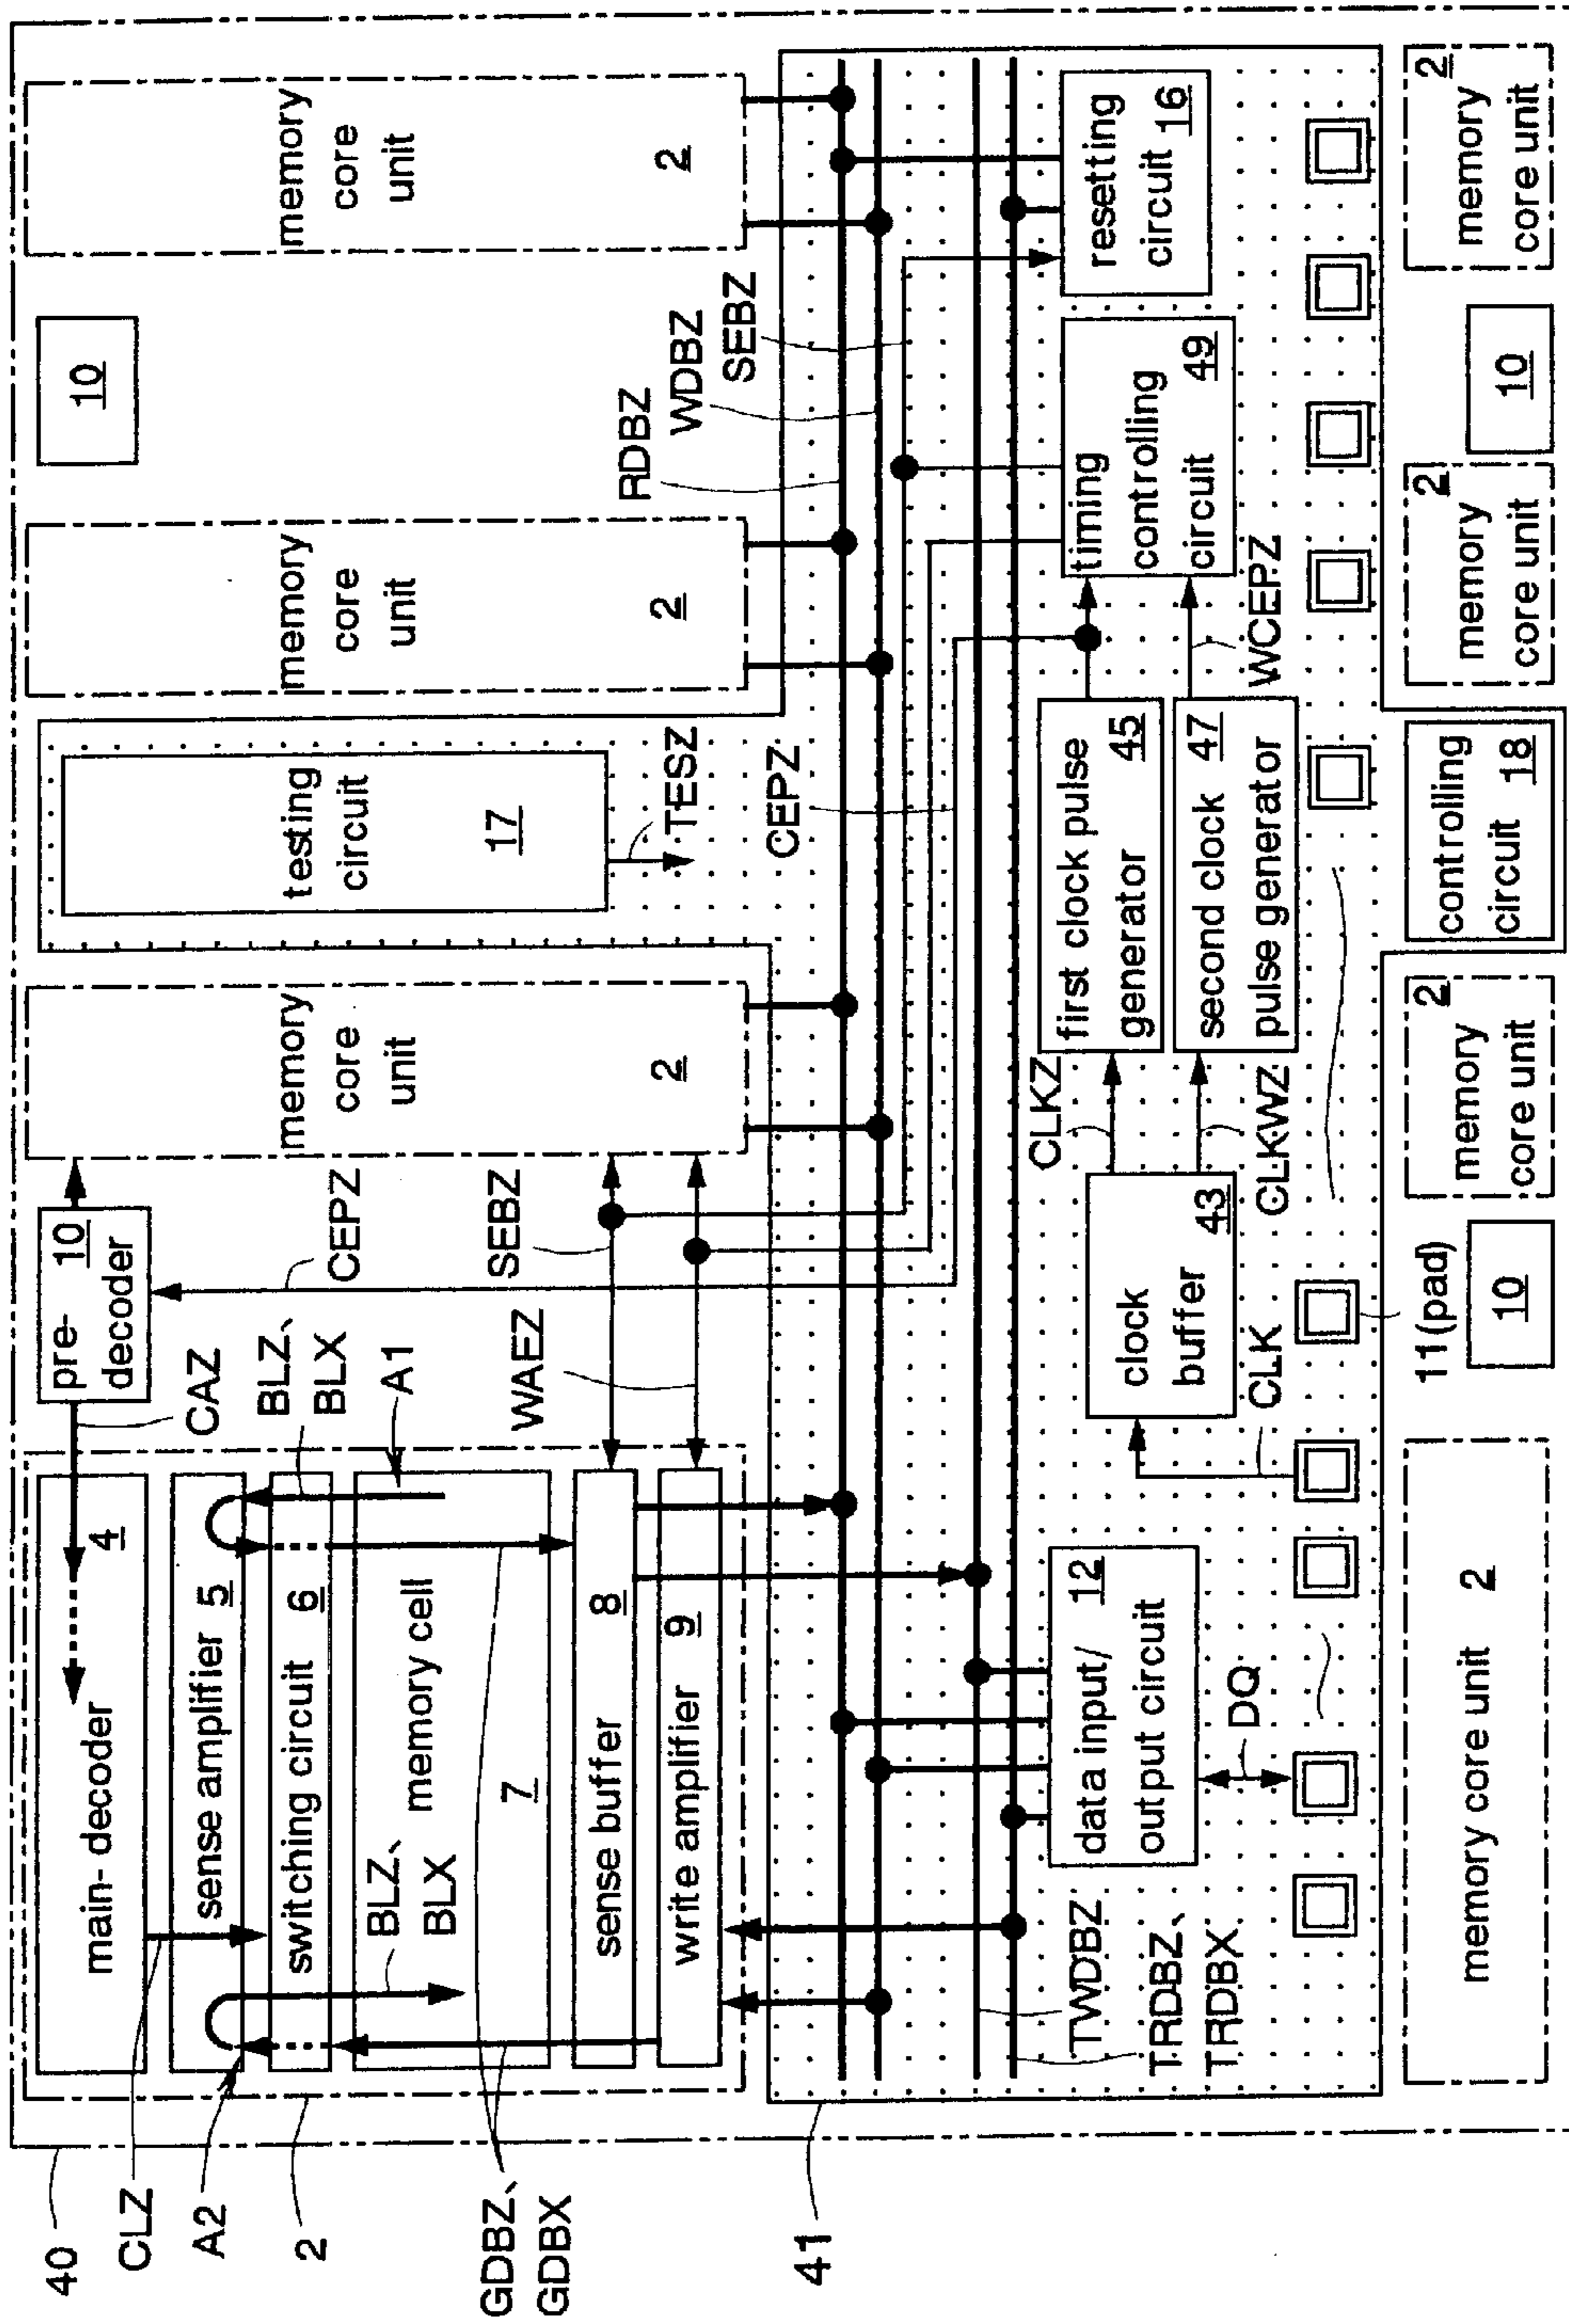 40
CLZ
A2
2
GDBZ、
GDBX
41
main-decoder
4
sense amplifier 5
switching circuit 6
BLZ、
BLX
memory cell
7
sense buffer 8
write amplifier 9
pre-
decoder
10
CAZ
BLZ、
BLX
A1
CEPZ
SEBZ
WAEZ
memory
core
unit
2
testing
circuit
17
TESZ
CEPZ
memory
core
unit
2
10
RDBZ
WDBZ
SEBZ
memory
core
unit
2
TWDBZ
TRDBZ、
TRDBX
data input/
output circuit
12
DQ
CLK
clock
buffer
43
CLKZ
CLKWZ
first clock pulse
generator
45
second clock
pulse generator
47
WCEPZ
timing
controlling
circuit
49
resetting
circuit 16
11(pad)
memory core unit
2
10
memory
core unit
2
controlling
circuit 18
memory
core unit
2
10
memory
core unit
2